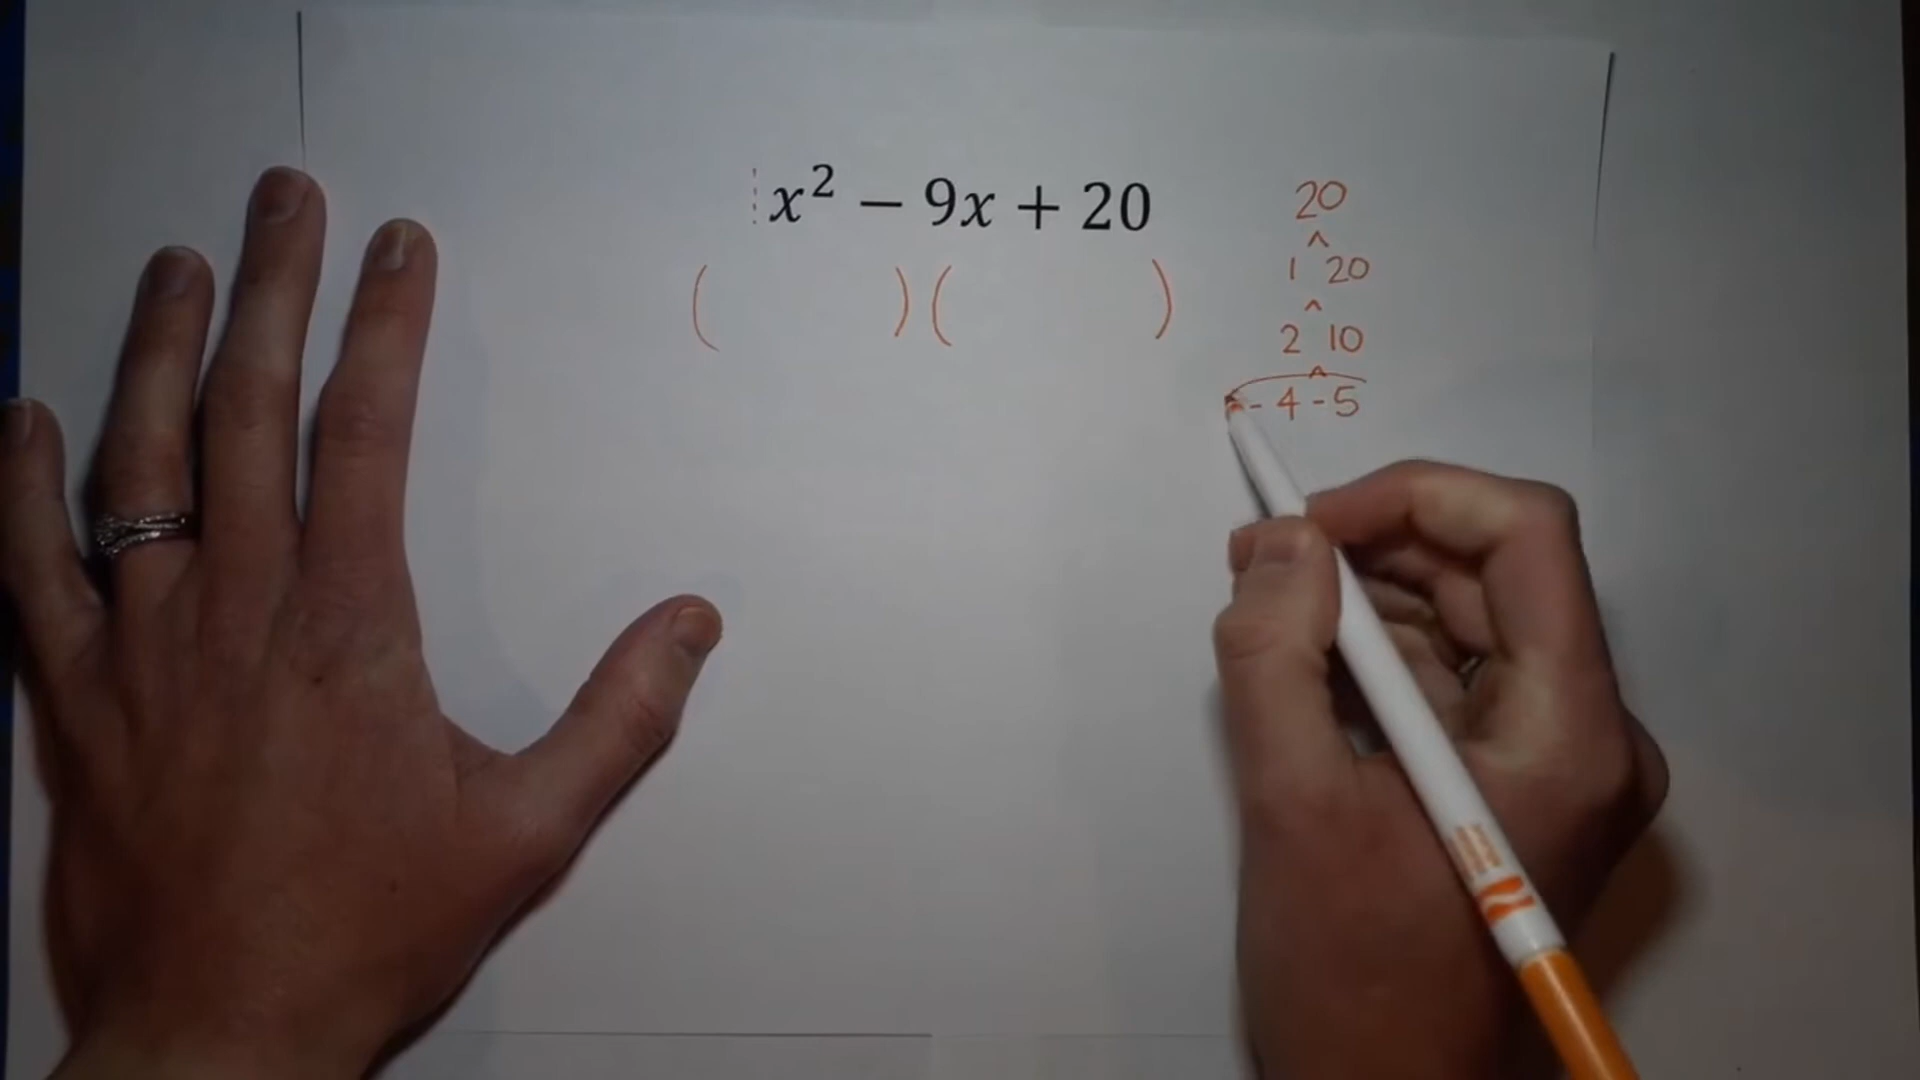 x² − 9x + 20
( )( )
20
^
1 20
^
2 10
^
- 4 - 5